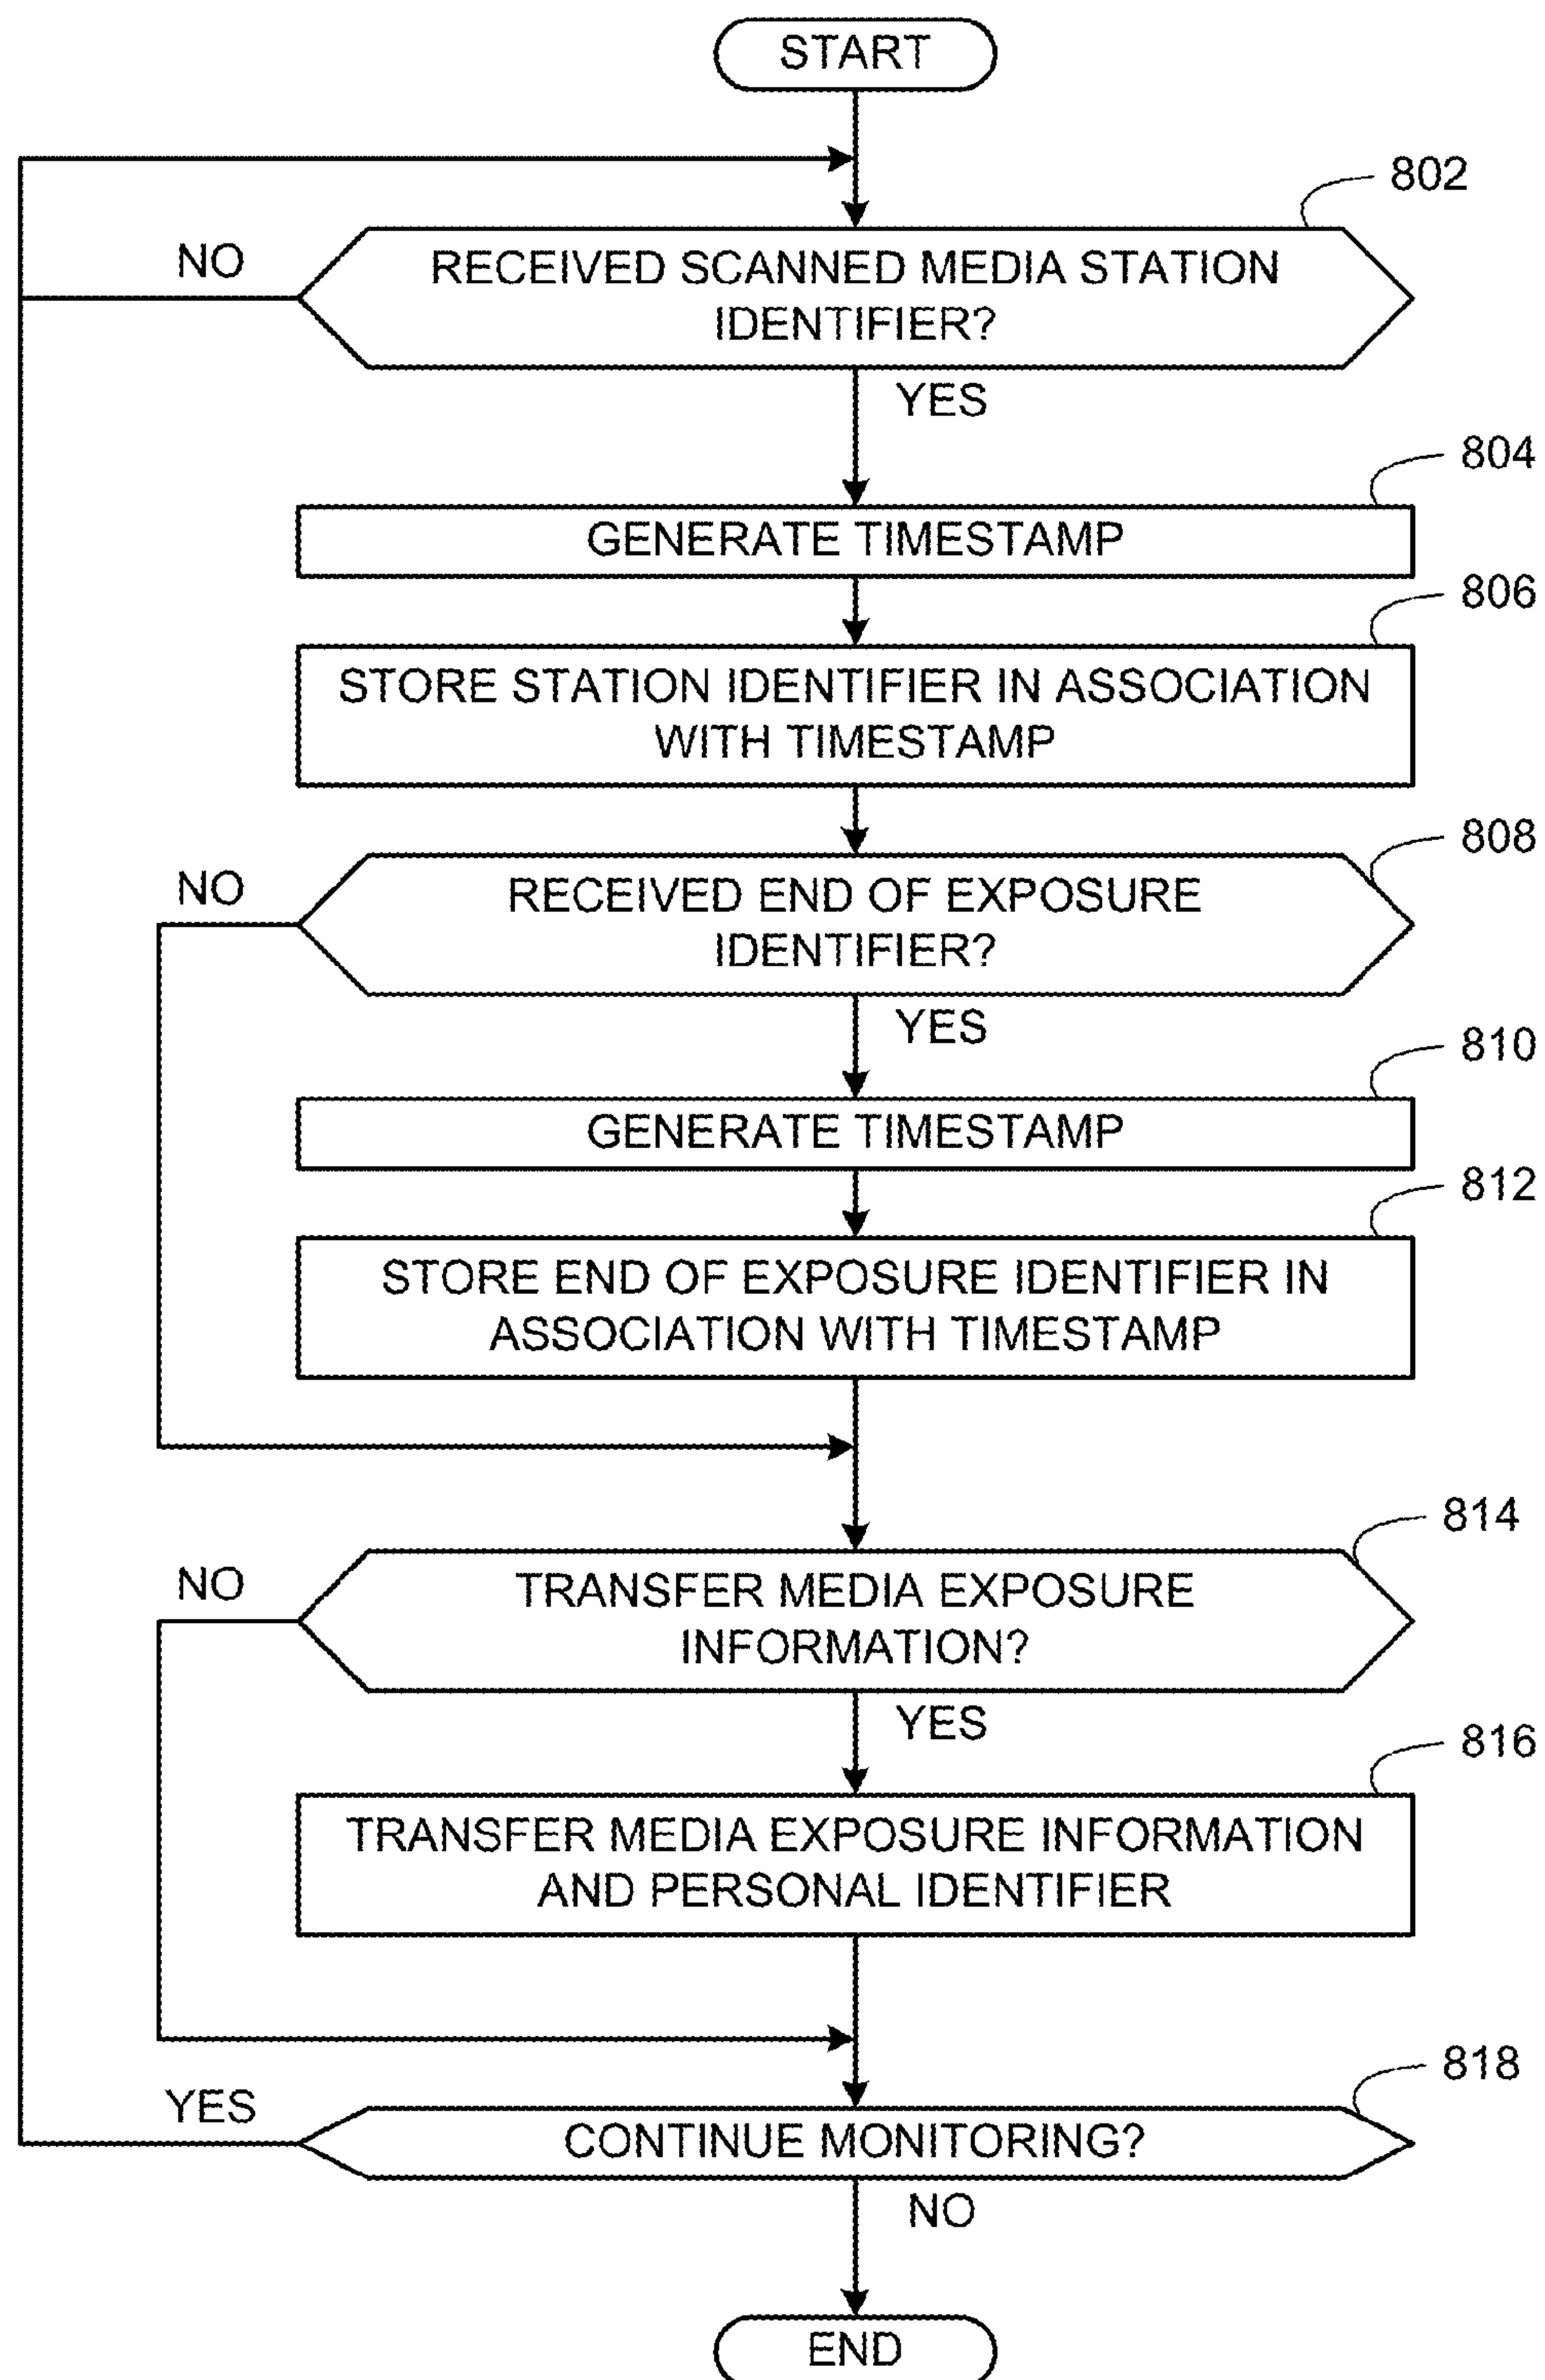 START
802
NO
RECEIVED SCANNED MEDIA STATION
IDENTIFIER?
YES
804
GENERATE TIMESTAMP
806
STORE STATION IDENTIFIER IN ASSOCIATION
WITH TIMESTAMP
808
NO
RECEIVED END OF EXPOSURE
IDENTIFIER?
YES
810
GENERATE TIMESTAMP
812
STORE END OF EXPOSURE IDENTIFIER IN
ASSOCIATION WITH TIMESTAMP
814
NO
TRANSFER MEDIA EXPOSURE
INFORMATION?
YES
816
TRANSFER MEDIA EXPOSURE INFORMATION
AND PERSONAL IDENTIFIER
818
YES
CONTINUE MONITORING?
NO
END